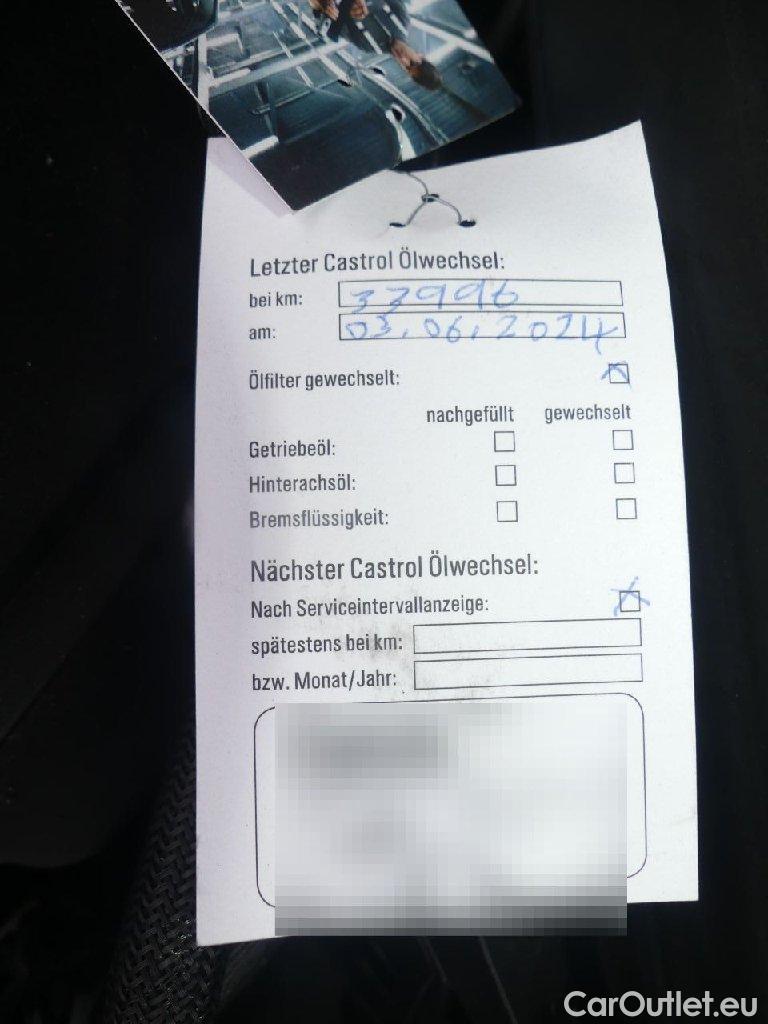 Letzter Castrol Ölwechsel:
bei km: 33996
am: 03.06.2024
Ölfilter gewechselt:
nachgefüllt gewechselt
Getriebeöl:
Hinterachsöl:
Bremsflüssigkeit:
Nächster Castrol Ölwechsel:
Nach Serviceintervallanzeige:
spätestens bei km:
bzw. Monat/Jahr:
CarOutlet.eu